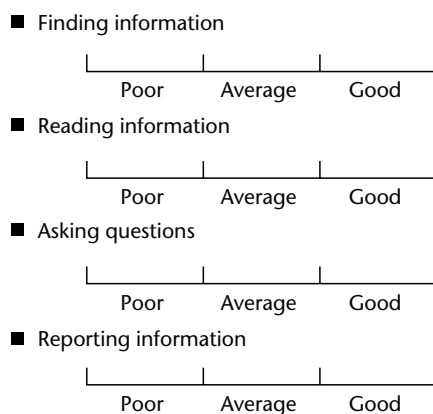 ■ Finding information
Poor Average Good
■ Reading information
Poor Average Good
■ Asking questions
Poor Average Good
■ Reporting information
Poor Average Good